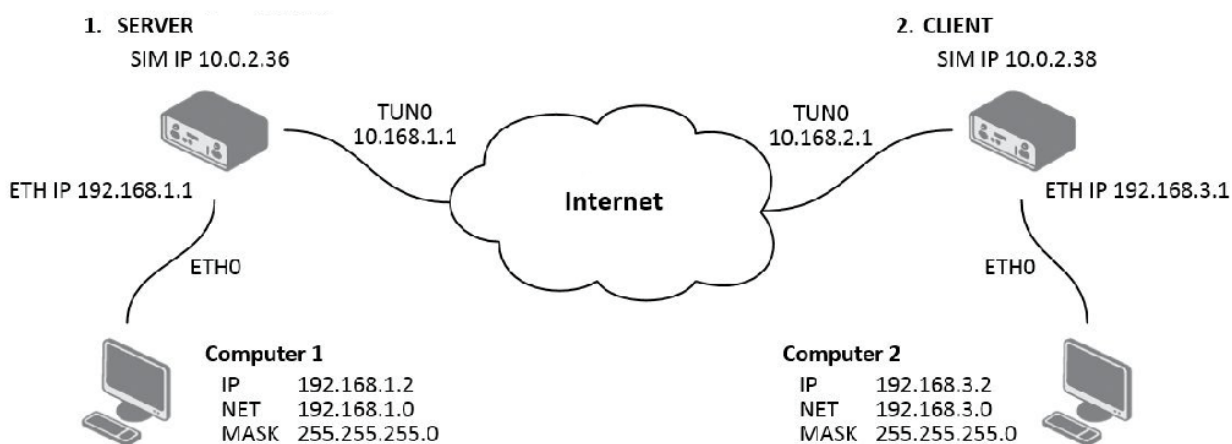 1. SERVER
SIM IP 10.0.2.36
2. CLIENT
SIM IP 10.0.2.38
TUN0
10.168.1.1
TUN0
10.168.2.1
ETH IP 192.168.1.1
Internet
ETH IP 192.168.3.1
ETH0
ETH0
Computer 1
IP 192.168.1.2
NET 192.168.1.0
MASK 255.255.255.0
Computer 2
IP 192.168.3.2
NET 192.168.3.0
MASK 255.255.255.0